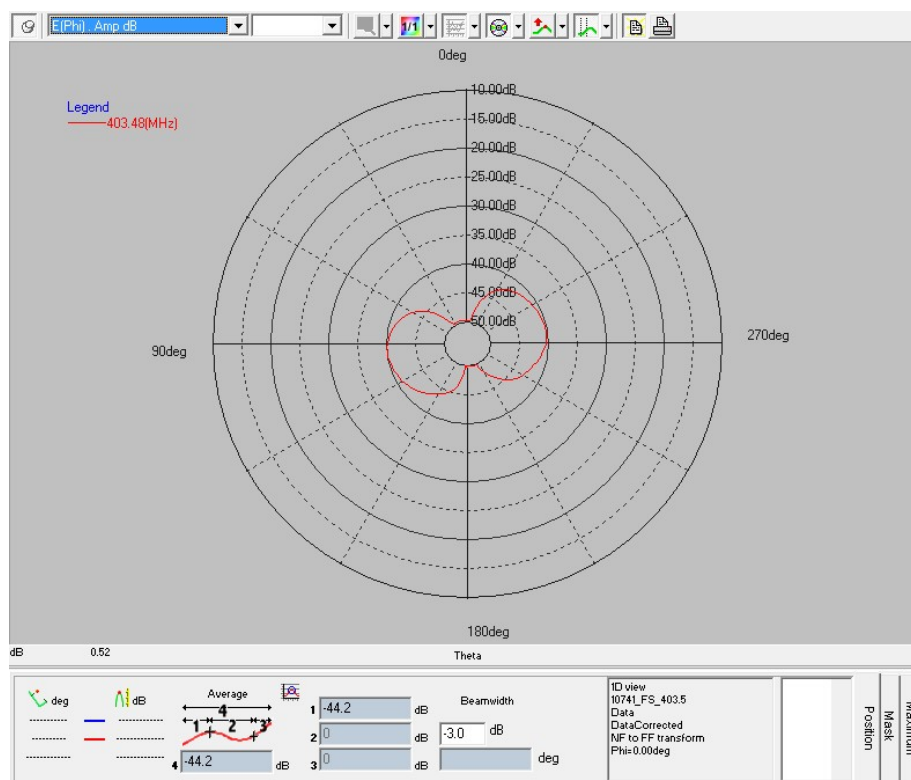 E(Phi) . Amp dB
1/1
0deg
Legend
403.48(MHz)
-10.00dB
-15.00dB
-20.00dB
-25.00dB
-30.00dB
-35.00dB
-40.00dB
-45.00dB
-50.00dB
90deg
270deg
180deg
dB 0.52 Theta
deg dB Average
4
1 2 3
4 -44.2 dB
1 -44.2 dB
2 0 dB
3 0 dB
Beamwidth
-3.0 dB
deg
1D view
10741_FS_403.5
Data
DataCorrected
NF to FF transform
Phi=0.00deg
Position
Mask
Maximum